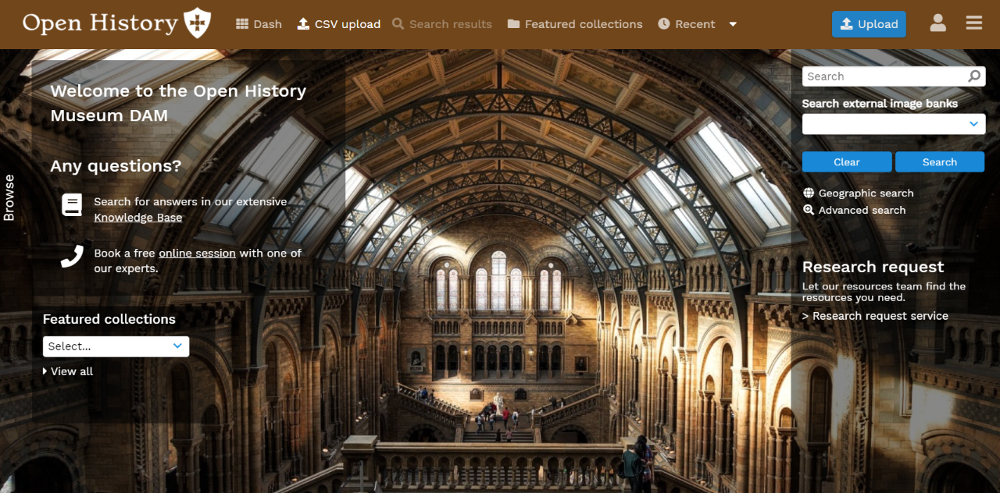 Open History
Dash
CSV upload
Search results
Featured collections
Recent
Upload
Browse
Welcome to the Open History
Museum DAM
Any questions?
Search for answers in our extensive
Knowledge Base
Book a free online session with one of
our experts.
Featured collections
Select...
View all
Search
Search external image banks
Clear
Search
Geographic search
Advanced search
Research request
Let our resources team find the
resources you need.
> Research request service